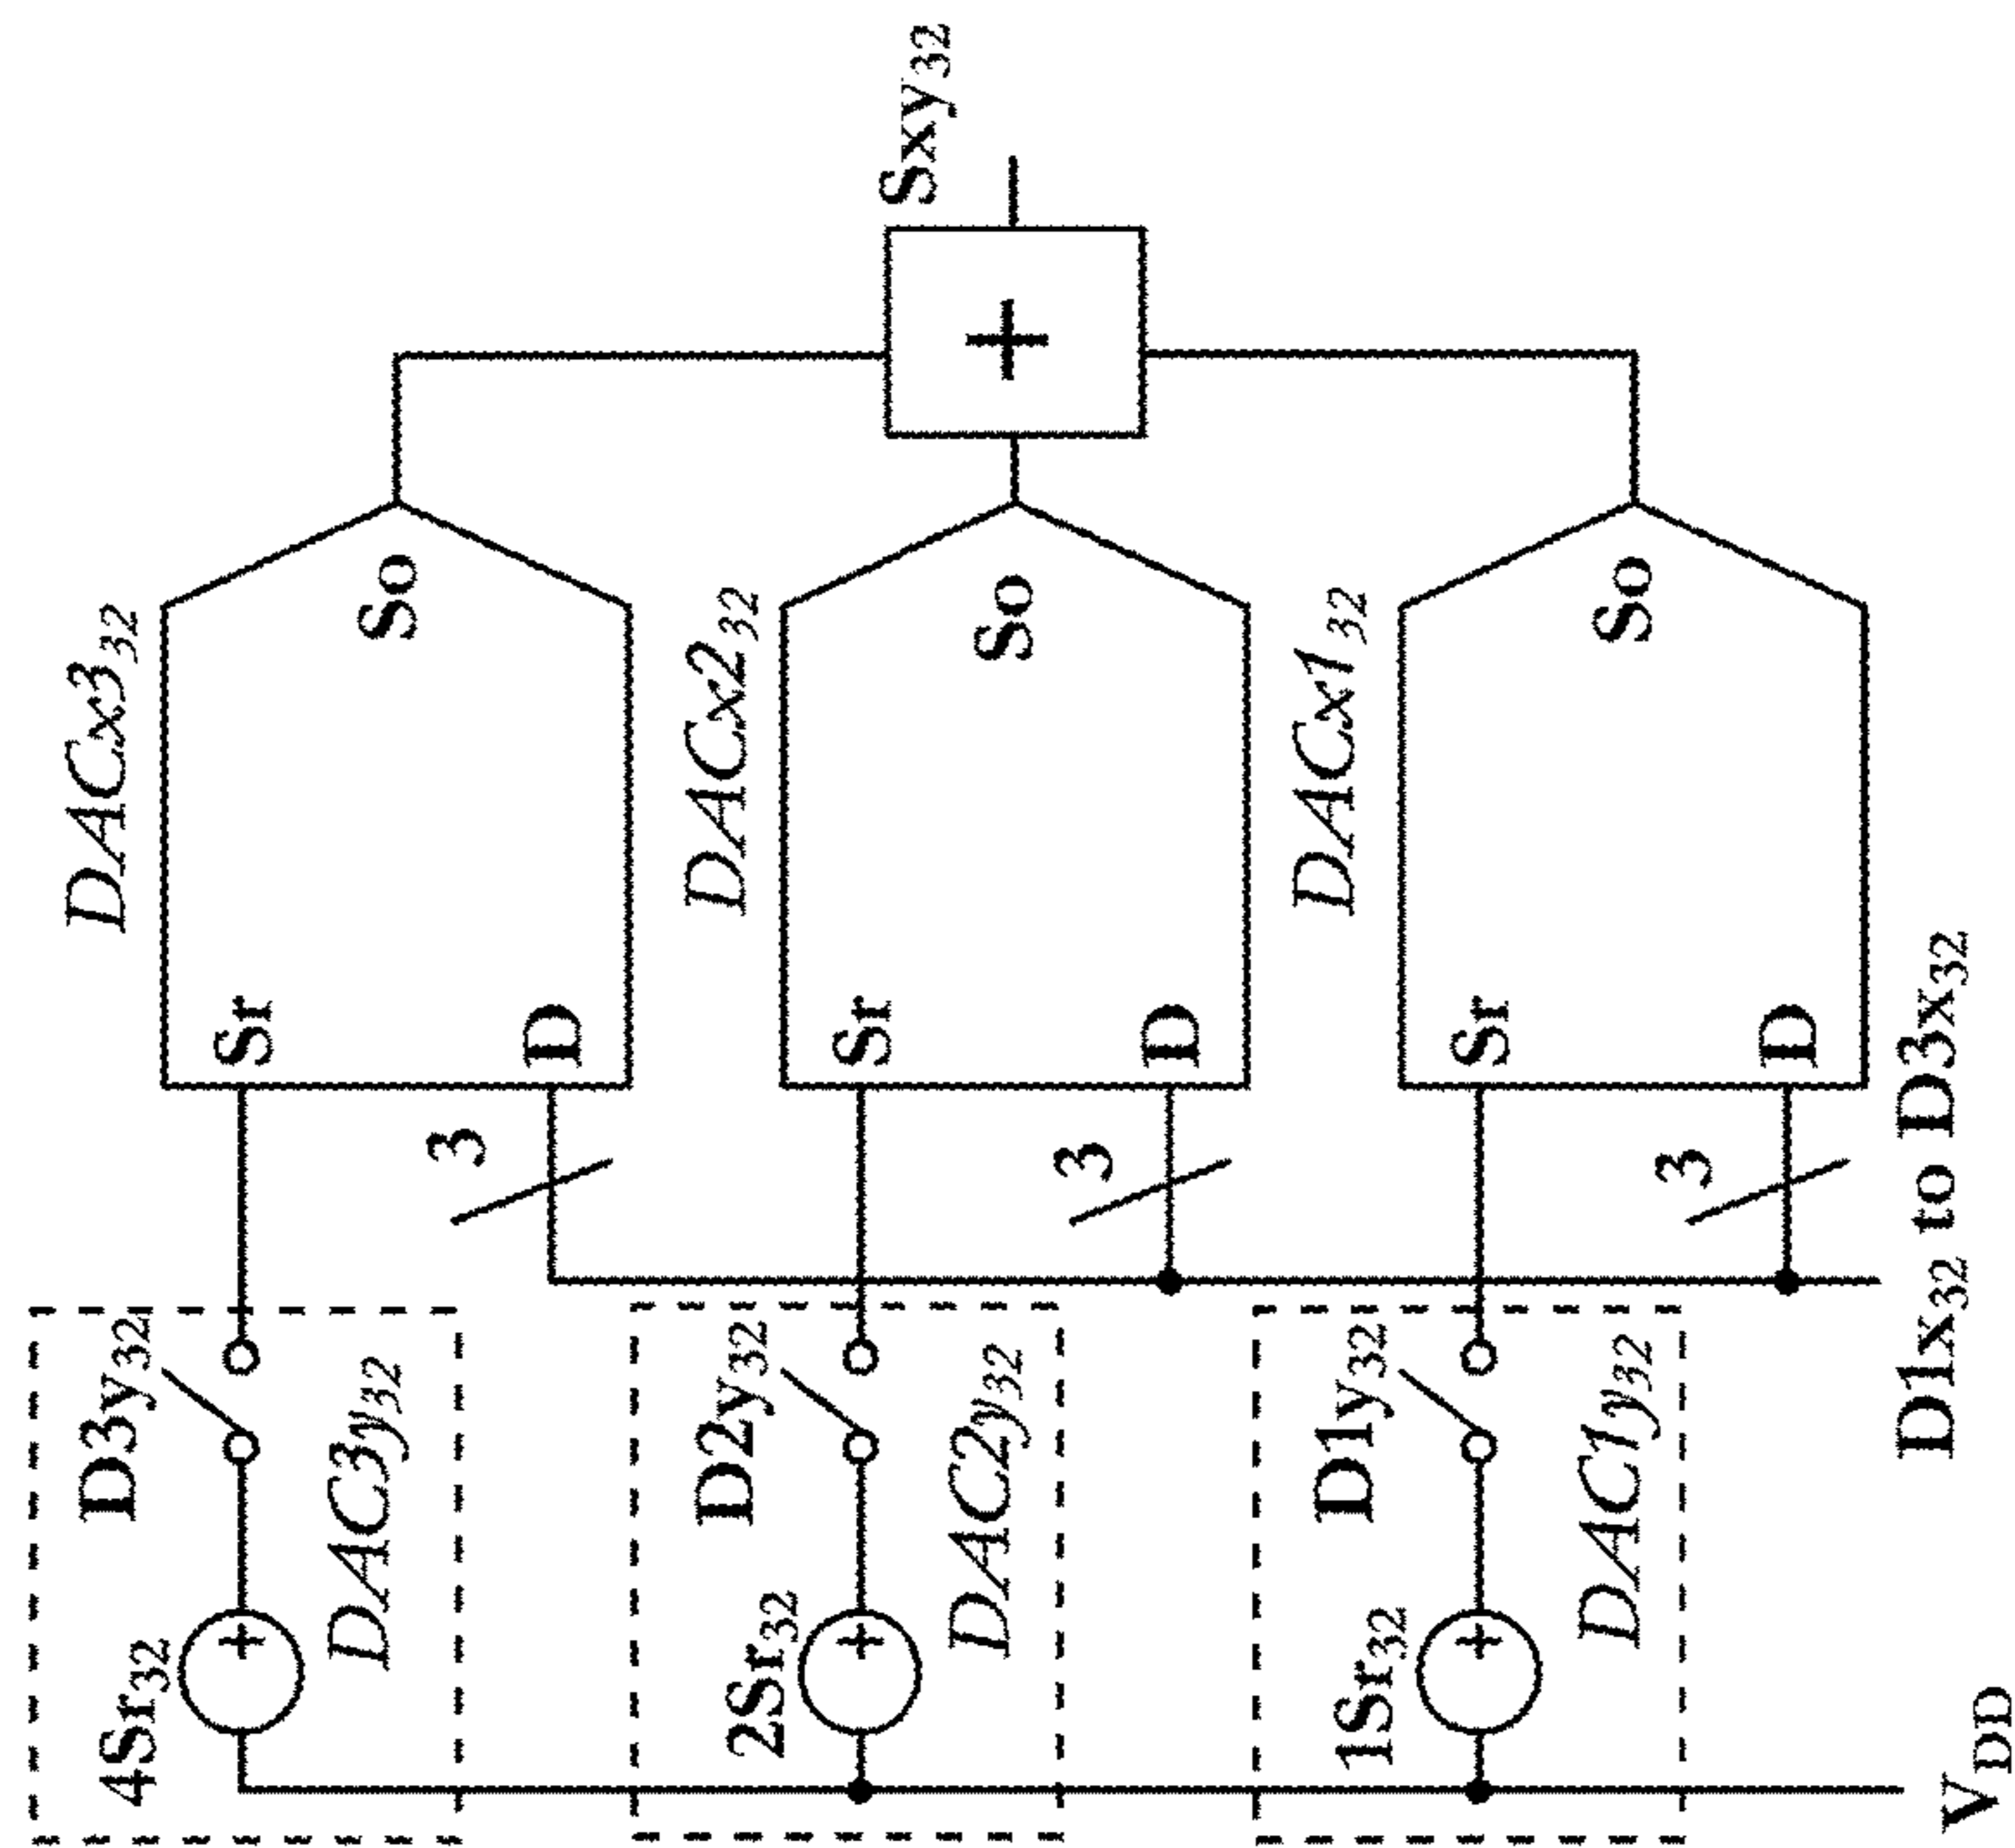 4Sr32
D3y32
DAC3y32
3
Sr
D
So
DACx332
2Sr32
D2y32
DAC2y32
3
Sr
D
So
DACx232
+
Sxy32
1Sr32
D1y32
DAC1y32
3
Sr
D
So
DACx132
VDD
D1x32 to D3x32